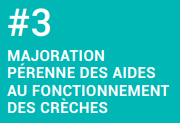 #3
MAJORATION
PÉRENNE DES AIDES
AU FONCTIONNEMENT
DES CRÈCHES